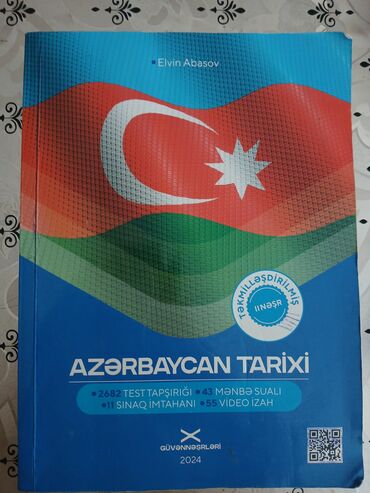 Elvin Abasov
TƏKMİLLƏŞDİRİLMİŞ
II NƏŞR
AZƏRBAYCAN TARİXİ
• 2682 TEST TAPŞIRIĞI • 43 MƏNBƏ SUALI
• 11 SINAQ İMTAHANI • 55 VİDEO İZAH
GÜVƏNNƏŞRLƏRİ
2024